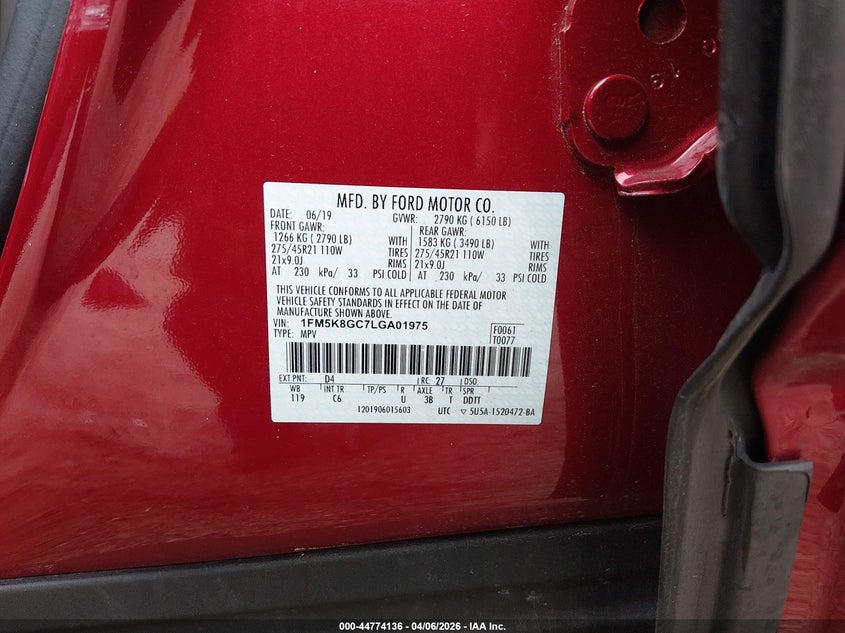 MFD. BY FORD MOTOR CO.
DATE: 06/19 GVWR: 2790 KG ( 6150 LB)
FRONT GAWR: REAR GAWR:
1266 KG ( 2790 LB) WITH 1583 KG ( 3490 LB) WITH
275/45R21 110W TIRES 275/45R21 110W TIRES
21x9.0J RIMS 21x9.0J RIMS
AT 230 kPa/ 33 PSI COLD AT 230 kPa/ 33 PSI COLD
THIS VEHICLE CONFORMS TO ALL APPLICABLE FEDERAL MOTOR
VEHICLE SAFETY STANDARDS IN EFFECT ON THE DATE OF
MANUFACTURE SHOWN ABOVE.
VIN: 1FM5K8GC7LGA01975 F0061
TYPE: MPV T0077
EXT PNT: D4 RC: 27 DSO:
WB INT TR TP/PS R AXLE TR SPR
119 C6 U 3B T DDTT
1201906015603 UTC ▽ 5U5A-1520472-BA
000-44774136 - 04/06/2026 - IAA Inc.